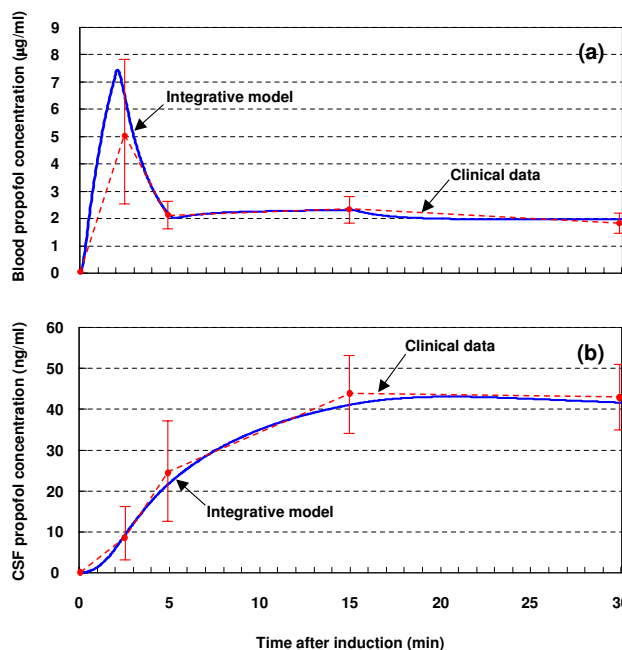 (a)
Blood propofol concentration (µg/ml)
9
8
7
6
5
4
3
2
1
0
Integrative model
Clinical data
(b)
CSF propofol concentration (ng/ml)
60
50
40
30
20
10
0
Clinical data
Integrative model
0 5 10 15 20 25 30
Time after induction (min)